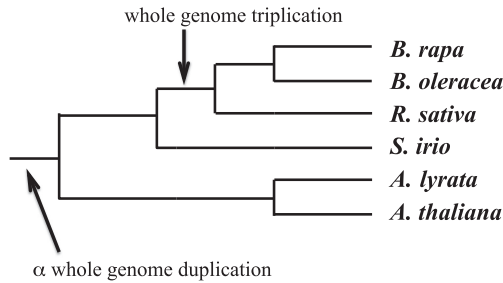 whole genome triplication
B. rapa
B. oleracea
R. sativa
S. irio
A. lyrata
A. thaliana
α whole genome duplication